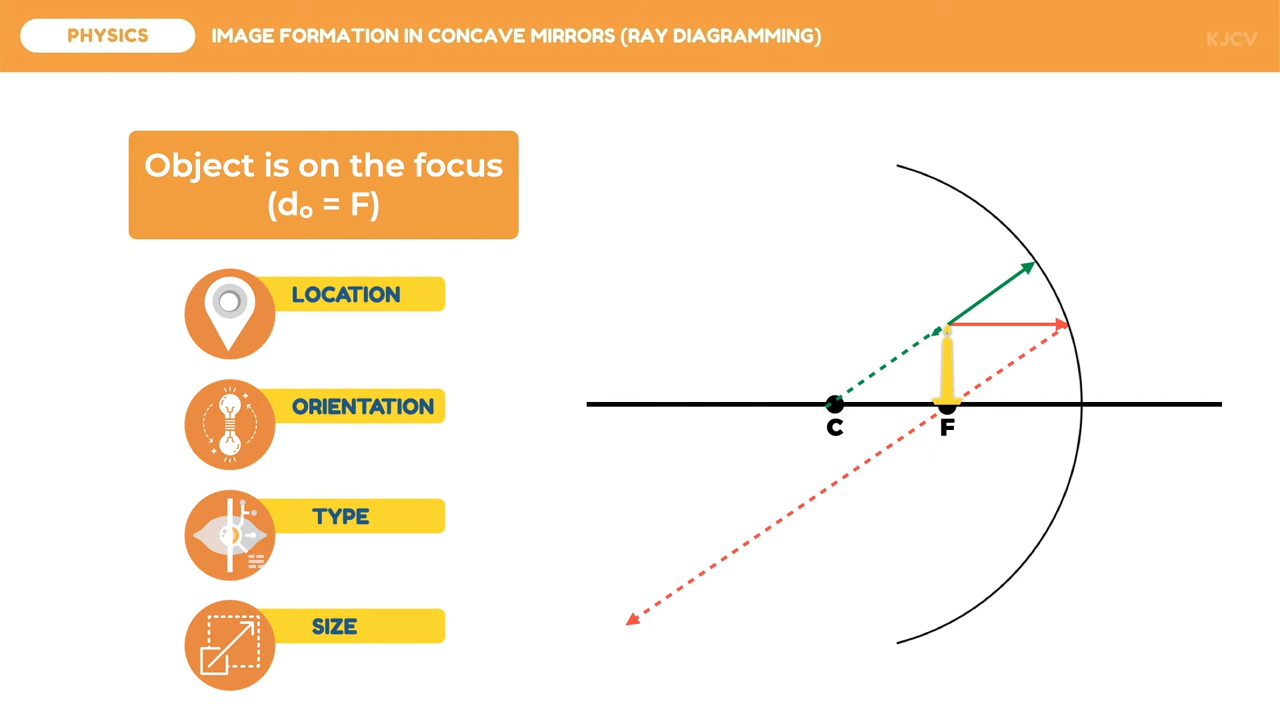 PHYSICS
IMAGE FORMATION IN CONCAVE MIRRORS (RAY DIAGRAMMING)
KJCV
Object is on the focus
(dₒ = F)
LOCATION
ORIENTATION
TYPE
SIZE
C
F